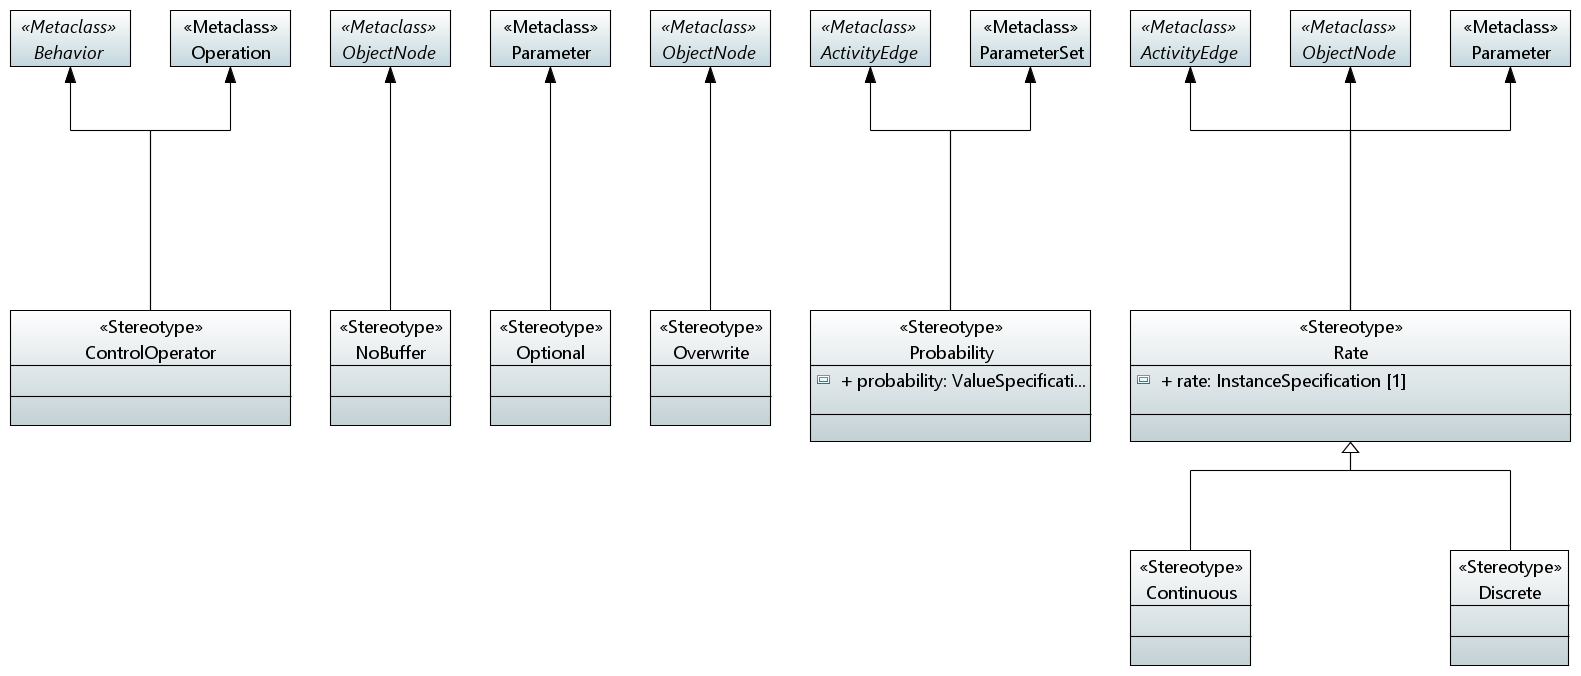 «Metaclass»
Behavior
«Metaclass»
Operation
«Metaclass»
ObjectNode
«Metaclass»
Parameter
«Metaclass»
ObjectNode
«Metaclass»
ActivityEdge
«Metaclass»
ParameterSet
«Metaclass»
ActivityEdge
«Metaclass»
ObjectNode
«Metaclass»
Parameter
«Stereotype»
ControlOperator
«Stereotype»
NoBuffer
«Stereotype»
Optional
«Stereotype»
Overwrite
«Stereotype»
Probability
+ probability: ValueSpecificati...
«Stereotype»
Rate
+ rate: InstanceSpecification [1]
«Stereotype»
Continuous
«Stereotype»
Discrete